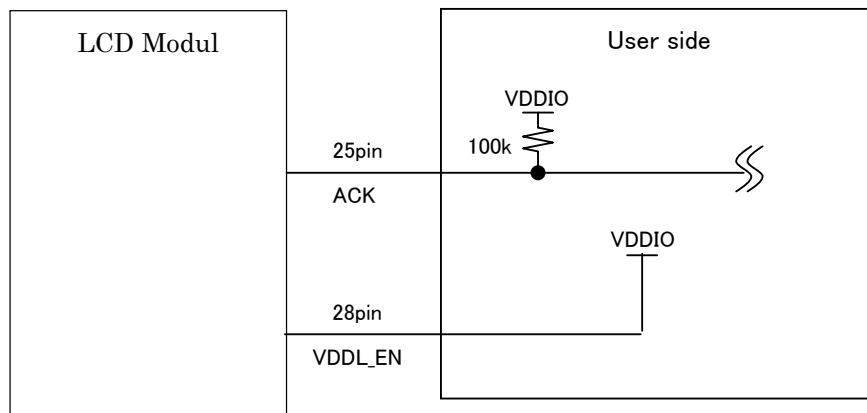 LCD Modul
User side
VDDIO
100k
25pin
ACK
VDDIO
28pin
VDDL_EN